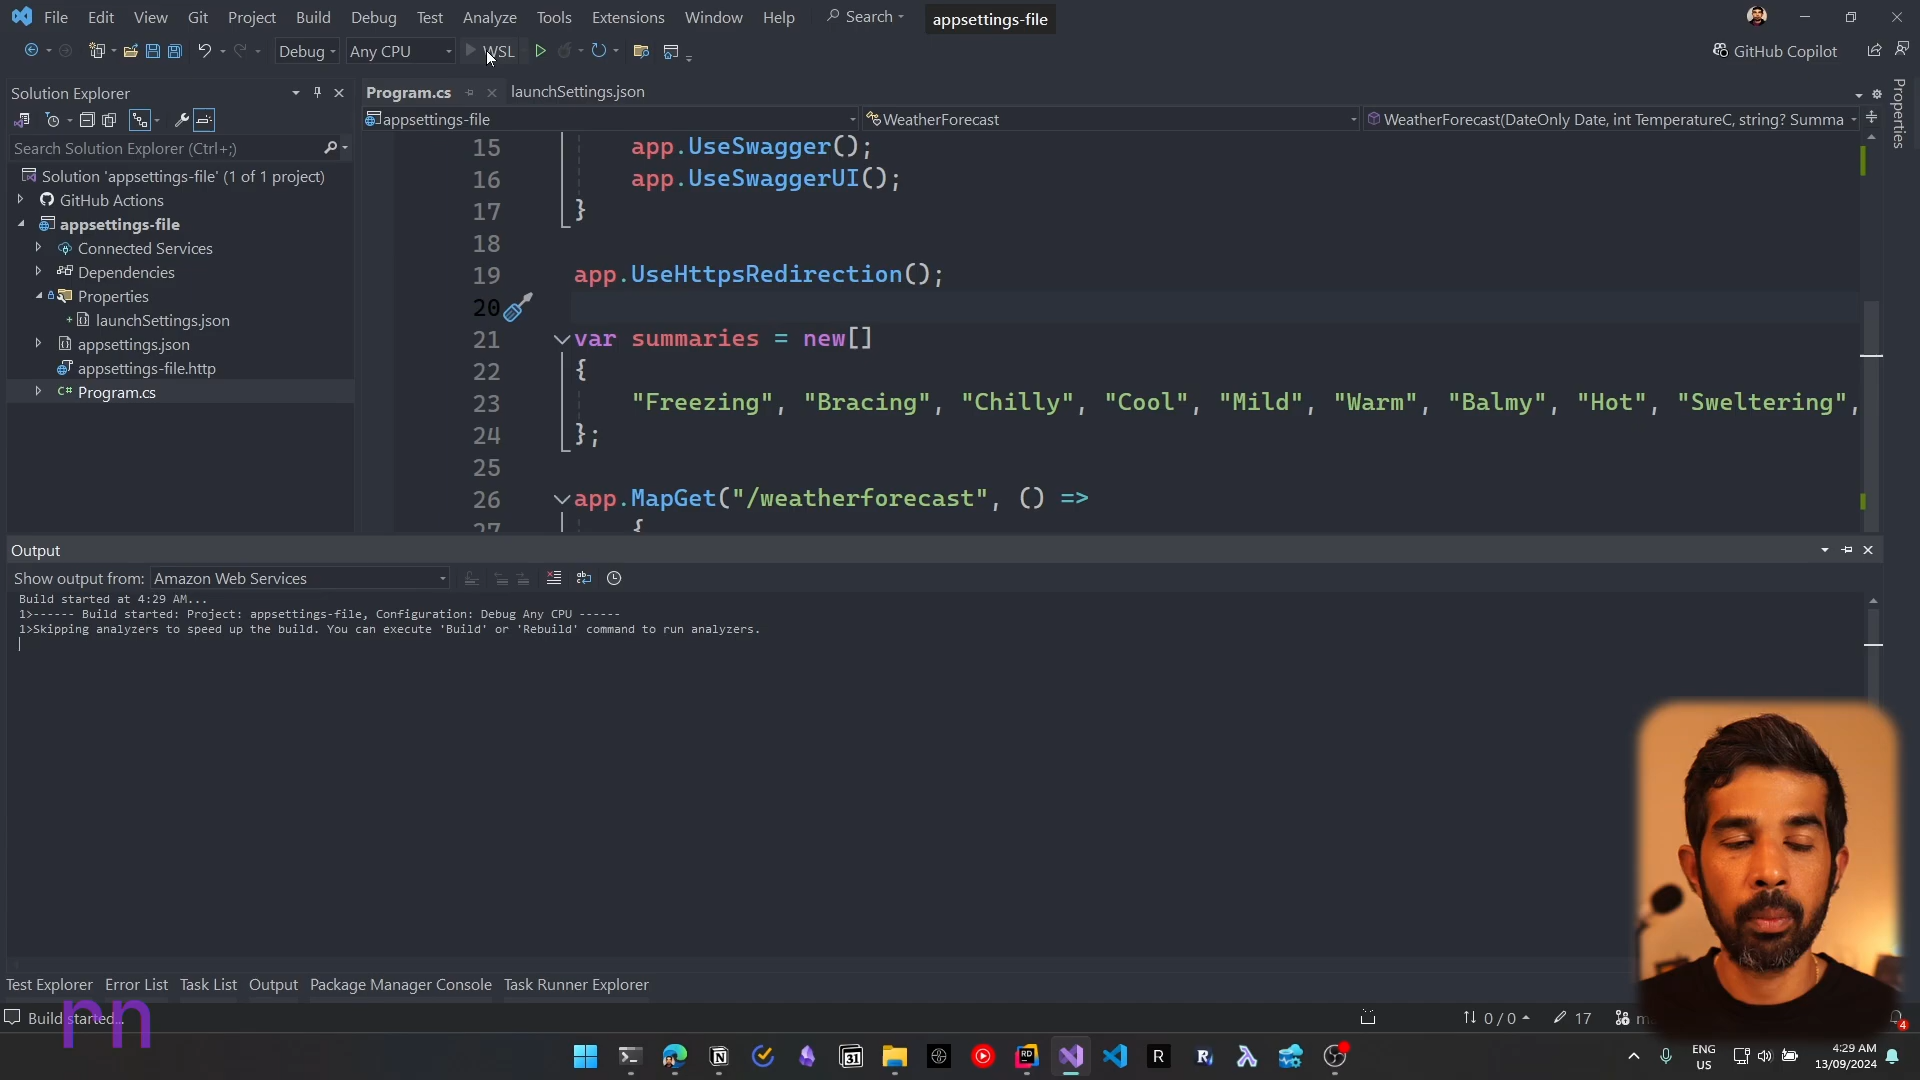 File Edit View Git Project Build Debug Test Analyze Tools Extensions Window Help Search appsettings-file
Debug Any CPU WSL GitHub Copilot
Solution Explorer
Search Solution Explorer (Ctrl+;)
Solution 'appsettings-file' (1 of 1 project)
GitHub Actions
appsettings-file
Connected Services
Dependencies
Properties
launchSettings.json
appsettings.json
appsettings-file.http
C# Program.cs
Program.cs launchSettings.json
appsettings-file WeatherForecast WeatherForecast(DateOnly Date, int TemperatureC, string? Summa
15 app.UseSwagger();
16 app.UseSwaggerUI();
17 }
18
19 app.UseHttpsRedirection();
20
21 var summaries = new[]
22 {
23 "Freezing", "Bracing", "Chilly", "Cool", "Mild", "Warm", "Balmy", "Hot", "Sweltering",
24 };
25
26 app.MapGet("/weatherforecast", () =>
27 {
Properties
Output
Show output from: Amazon Web Services
Build started at 4:29 AM...
1>------ Build started: Project: appsettings-file, Configuration: Debug Any CPU ------
1>Skipping analyzers to speed up the build. You can execute 'Build' or 'Rebuild' command to run analyzers.
Test Explorer Error List Task List Output Package Manager Console Task Runner Explorer
Build started...
rn
0 / 0 17
4
31 RD R
ENG
US
4:29 AM
13/09/2024